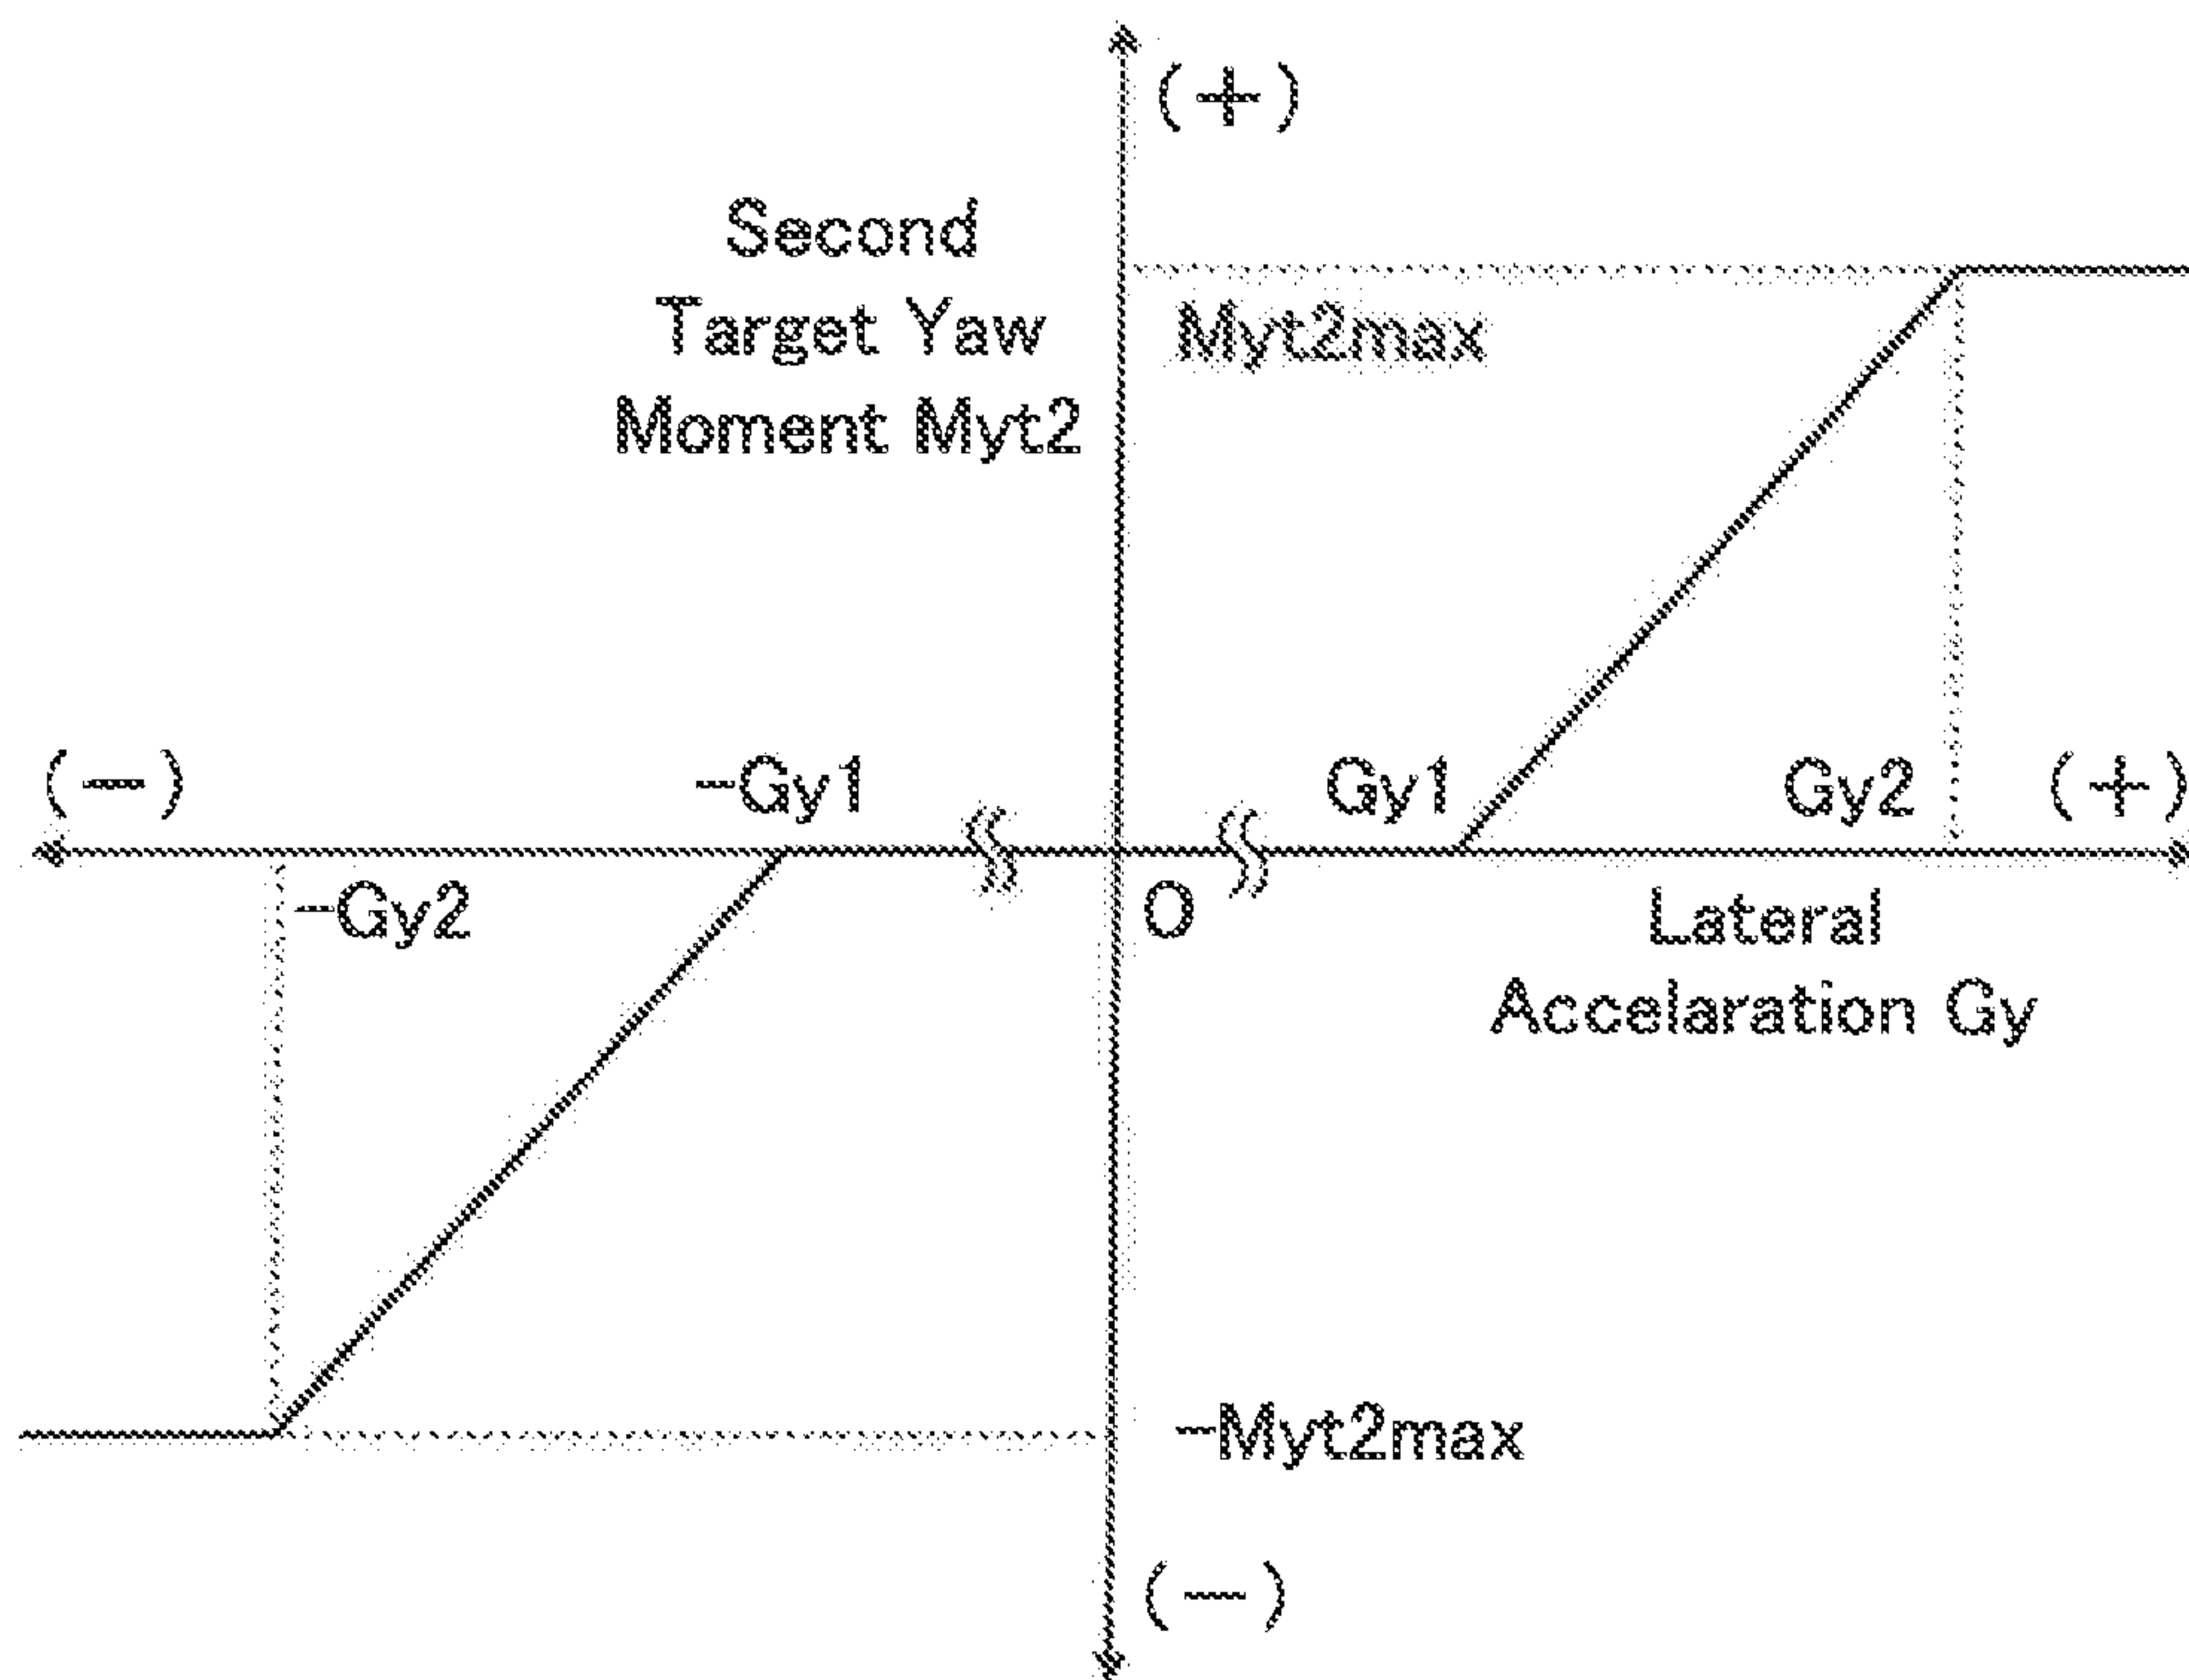 (+)
Second
Target Yaw
Moment Myt2
Myt2max
(—)
-Gy1
Gy1
Gy2
(+)
-Gy2
O
Lateral
Accelaration Gy
-Myt2max
(—)